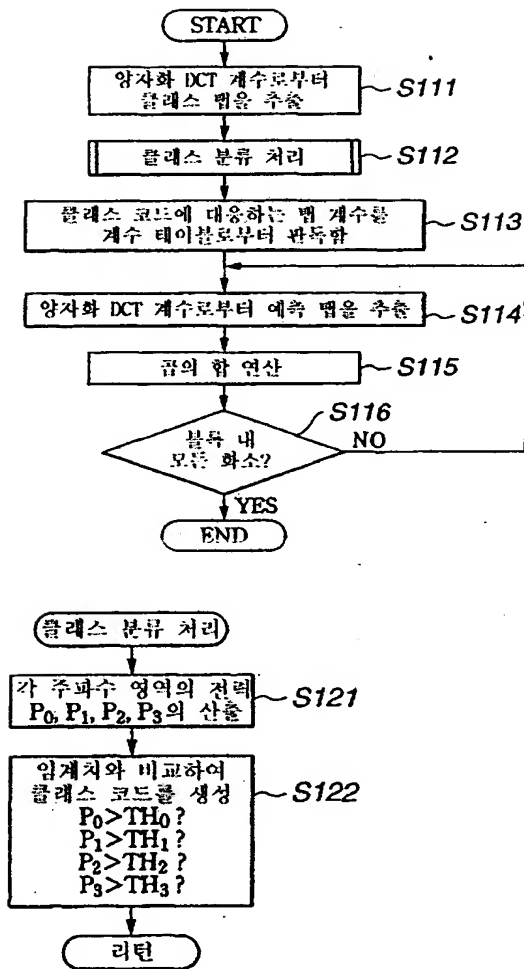 START
양자화 DCT 계수로부터
클래스 탭을 추출
S111
클래스 분류 처리
S112
클래스 코드에 대응하는 탭 계수를
계수 테이블로부터 판독함
S113
양자화 DCT 계수로부터 예측 탭을 추출
S114
곱의 합 연산
S115
S116
블록 내
모든 화소?
NO
YES
END
클래스 분류 처리
각 주파수 영역의 전력
P0, P1, P2, P3의 산출
S121
임계치와 비교하여
클래스 코드를 생성
P0>TH0?
P1>TH1?
P2>TH2?
P3>TH3?
S122
리턴